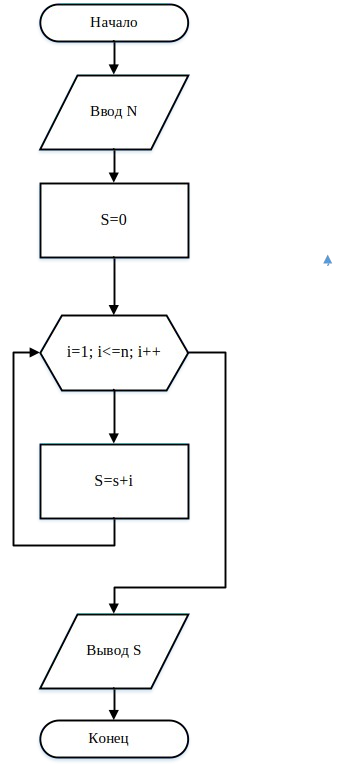 Начало
Ввод N
S=0
i=1; i<=n; i++
S=s+i
Вывод S
Конец